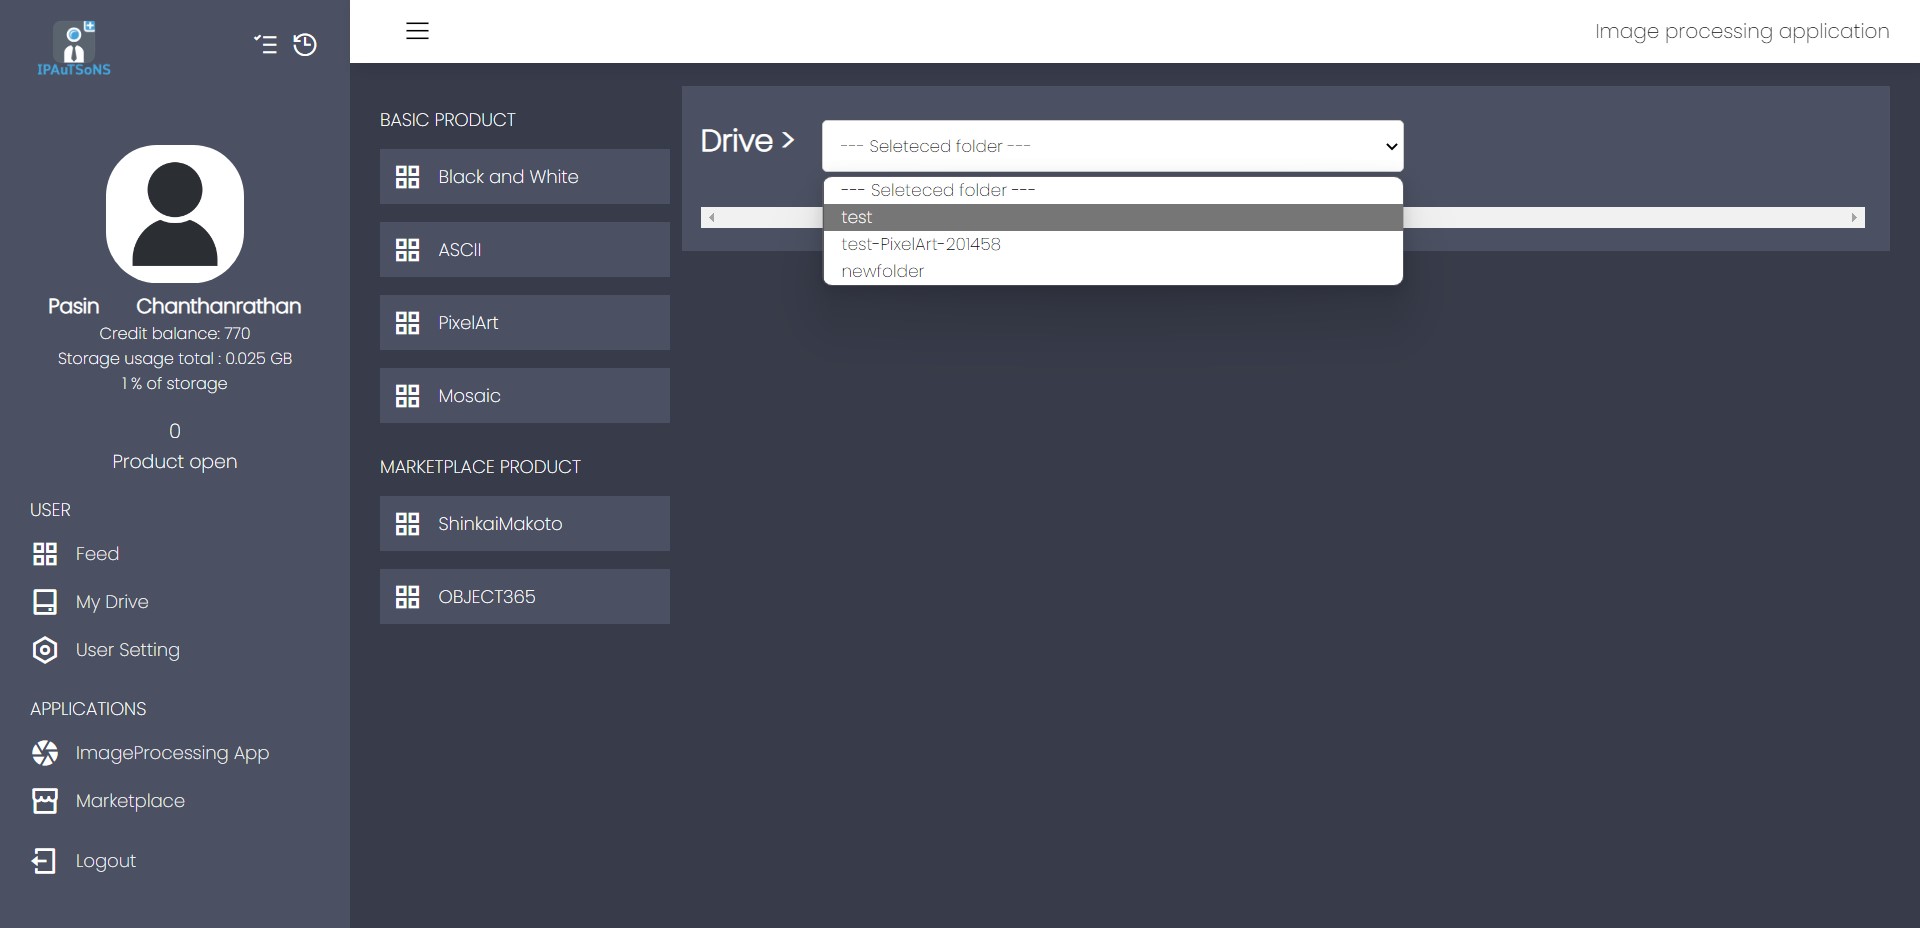 IPAuTSoNS
Pasin Chanthanrathan
Credit balance: 770
Storage usage total : 0.025 GB
1 % of storage
0
Product open
USER
Feed
My Drive
User Setting
APPLICATIONS
ImageProcessing App
Marketplace
Logout
Image processing application
BASIC PRODUCT
Black and White
ASCII
PixelArt
Mosaic
MARKETPLACE PRODUCT
ShinkaiMakoto
OBJECT365
Drive >
--- Seleteced folder ---
--- Seleteced folder ---
test
test-PixelArt-201458
newfolder